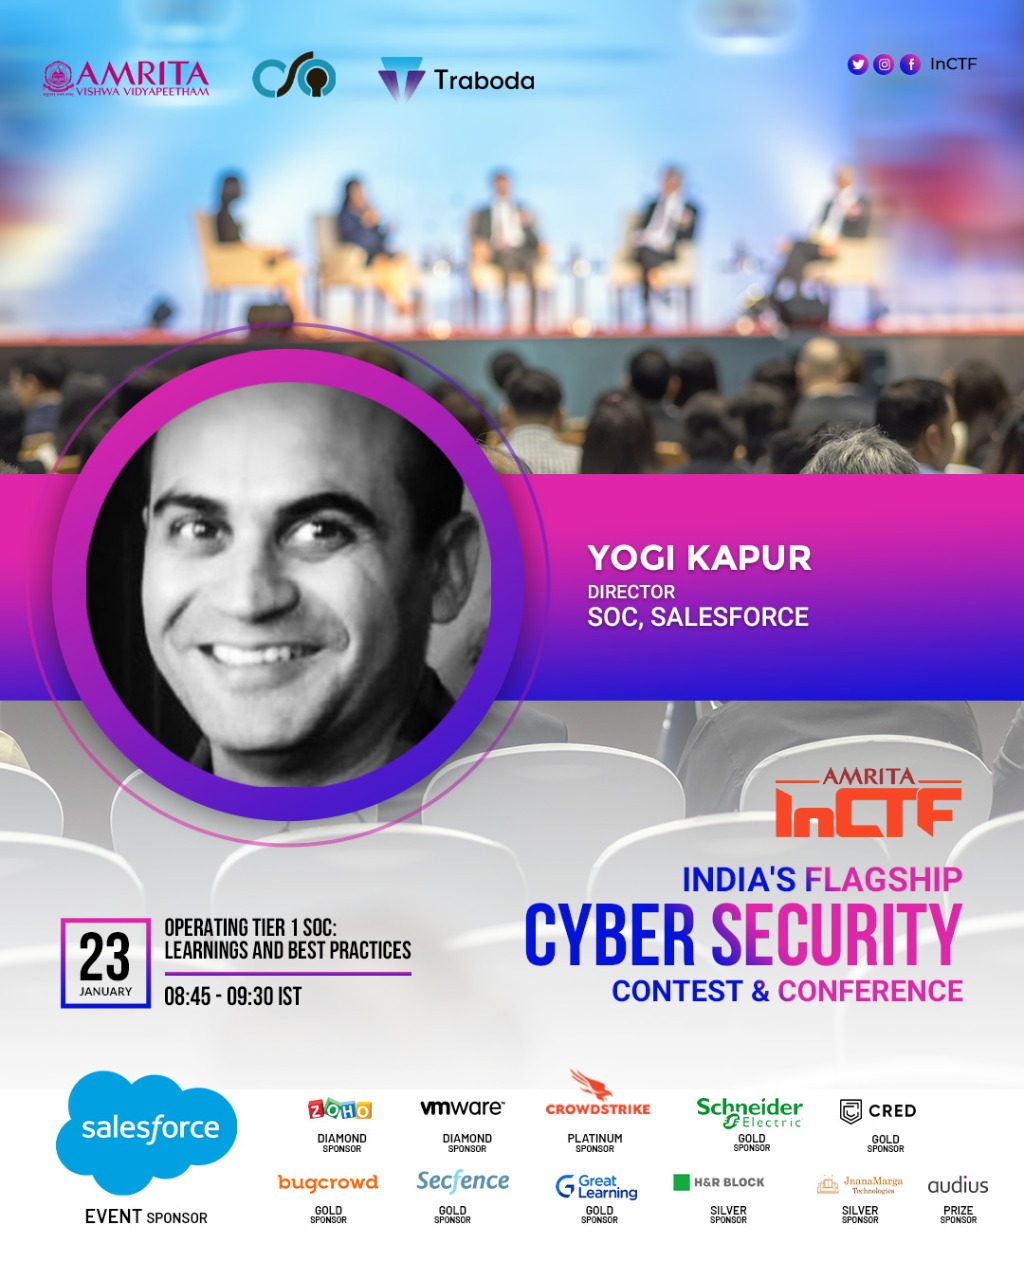 AMRITA
VISHWA VIDYAPEETHAM
Traboda
InCTF
YOGI KAPUR
DIRECTOR
SOC, SALESFORCE
AMRITA
InCTF
INDIA'S FLAGSHIP
CYBER SECURITY
CONTEST & CONFERENCE
23
JANUARY
OPERATING TIER 1 SOC:
LEARNINGS AND BEST PRACTICES
08:45 - 09:30 IST
salesforce
EVENT SPONSOR
ZOHO
DIAMOND
SPONSOR
vmware
DIAMOND
SPONSOR
CROWDSTRIKE
PLATINUM
SPONSOR
Schneider
Electric
GOLD
SPONSOR
CRED
GOLD
SPONSOR
bugcrowd
GOLD
SPONSOR
Secfence
GOLD
SPONSOR
Great
Learning
GOLD
SPONSOR
H&R BLOCK
SILVER
SPONSOR
JnanaMarga
Technologies
SILVER
SPONSOR
audius
PRIZE
SPONSOR